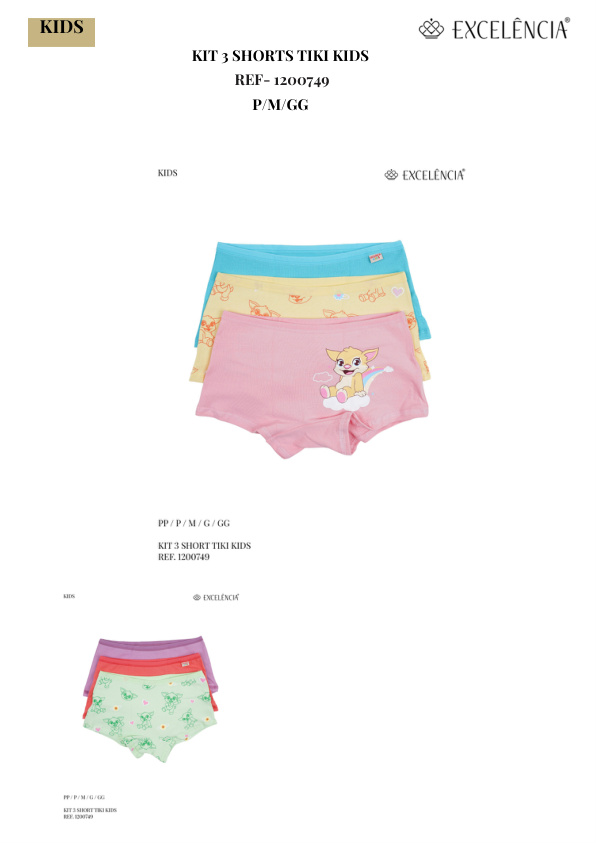 KIDS
EXCELÊNCIA®
KIT 3 SHORTS TIKI KIDS
REF- 1200749
P/M/GG
KIDS
EXCELÊNCIA®
PP / P / M / G / GG
KIT 3 SHORT TIKI KIDS
REF. 1200749
KIDS
EXCELÊNCIA
PP / P / M / G / GG
KIT 3 SHORT TIKI KIDS
REF. 1200749